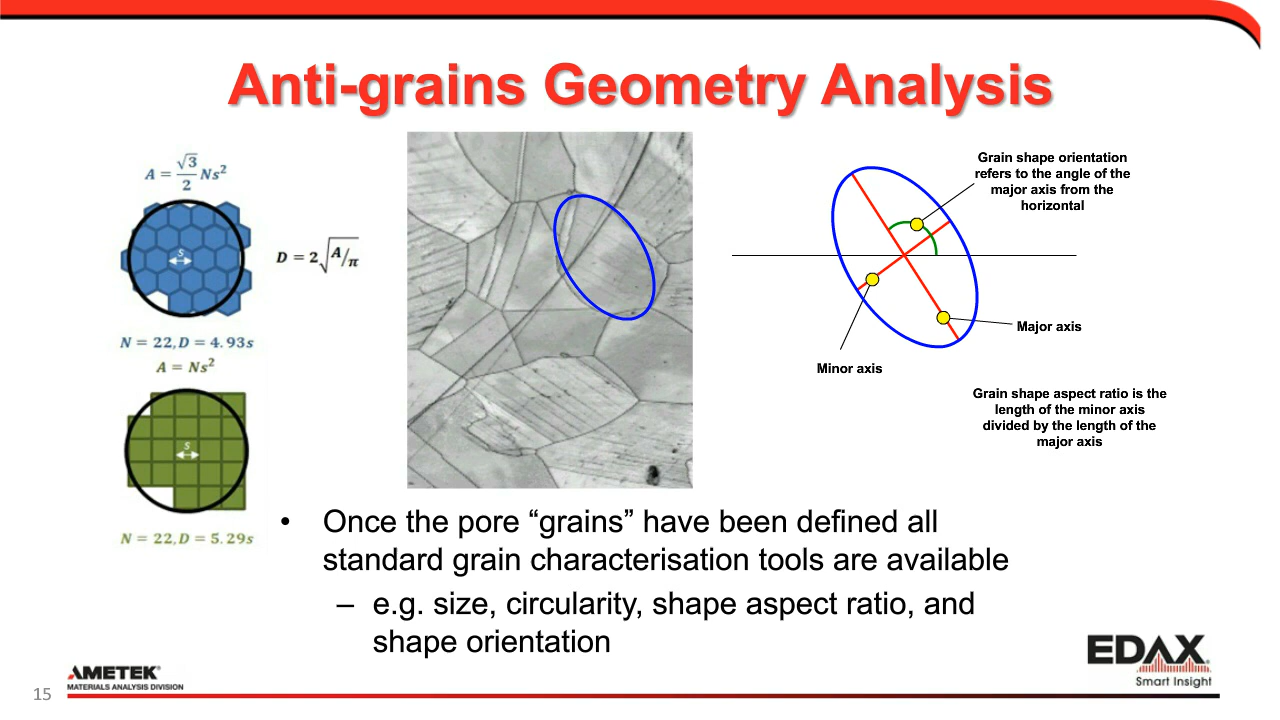 Anti-grains Geometry Analysis
A = √3/2 Ns²
s
N = 22, D = 4.93s
D = 2√A/π
A = Ns²
s
N = 22, D = 5.29s
Grain shape orientation
refers to the angle of the
major axis from the
horizontal
Major axis
Minor axis
Grain shape aspect ratio is the
length of the minor axis
divided by the length of the
major axis
• Once the pore “grains” have been defined all
standard grain characterisation tools are available
– e.g. size, circularity, shape aspect ratio, and
shape orientation
15
AMETEK®
MATERIALS ANALYSIS DIVISION
EDAX
Smart Insight